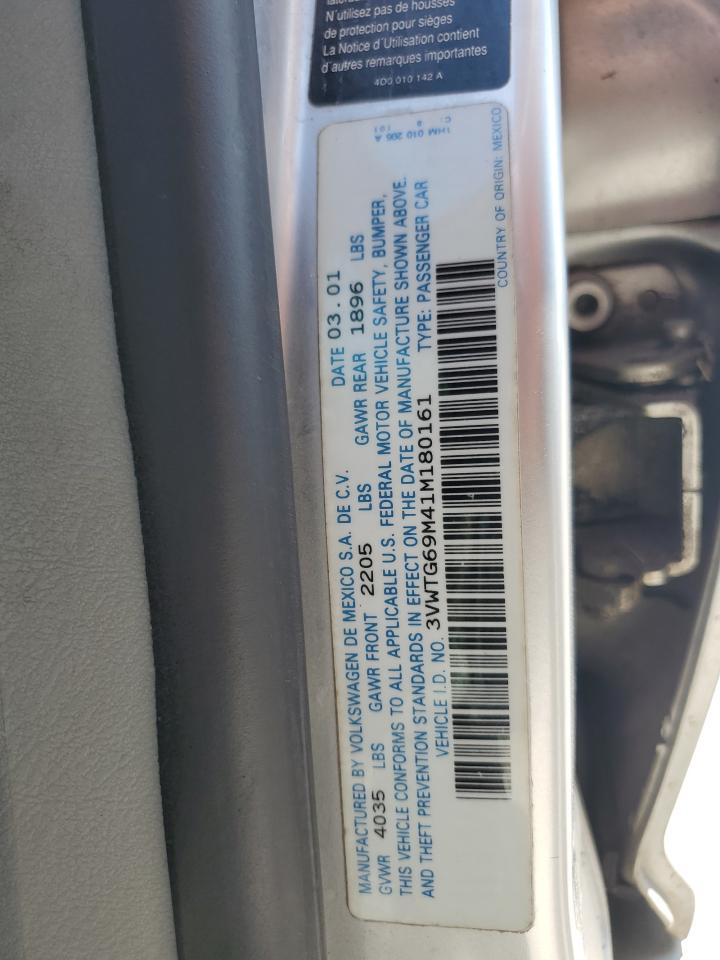 N'utilisez pas de housses
de protection pour sièges
La Notice d'Utilisation contient
d'autres remarques importantes
4D0 010 142 A
1HM 010 205 A
MANUFACTURED BY VOLKSWAGEN DE MEXICO S.A. DE C.V. DATE 03.01
GVWR 4035 LBS GAWR FRONT 2205 LBS GAWR REAR 1896 LBS
THIS VEHICLE CONFORMS TO ALL APPLICABLE U.S. FEDERAL MOTOR VEHICLE SAFETY, BUMPER,
AND THEFT PREVENTION STANDARDS IN EFFECT ON THE DATE OF MANUFACTURE SHOWN ABOVE.
VEHICLE I.D. NO. 3VWTG69M41M180161 TYPE: PASSENGER CAR
COUNTRY OF ORIGIN: MEXICO